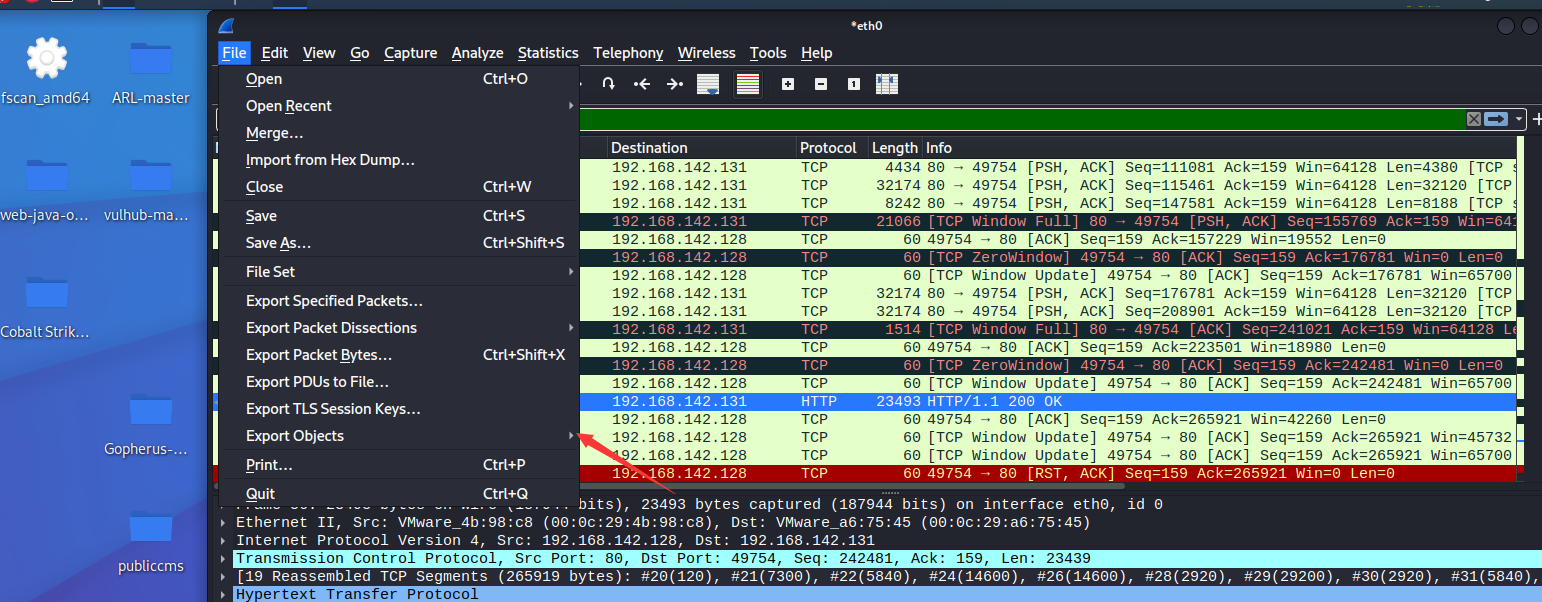 *eth0
File Edit View Go Capture Analyze Statistics Telephony Wireless Tools Help
fscan_amd64
ARL-master
web-java-o...
vulhub-ma...
Cobalt Strik...
Gopherus-...
publiccms
Open Ctrl+O
Open Recent
Merge...
Import from Hex Dump...
Close Ctrl+W
Save Ctrl+S
Save As... Ctrl+Shift+S
File Set
Export Specified Packets...
Export Packet Dissections
Export Packet Bytes... Ctrl+Shift+X
Export PDUs to File...
Export TLS Session Keys...
Export Objects
Print... Ctrl+P
Quit Ctrl+Q
Destination Protocol Length Info
192.168.142.131 TCP 4434 80 → 49754 [PSH, ACK] Seq=111081 Ack=159 Win=64128 Len=4380 [TCP s
192.168.142.131 TCP 32174 80 → 49754 [PSH, ACK] Seq=115461 Ack=159 Win=64128 Len=32120 [TCP
192.168.142.131 TCP 8242 80 → 49754 [PSH, ACK] Seq=147581 Ack=159 Win=64128 Len=8188 [TCP s
192.168.142.131 TCP 21066 [TCP Window Full] 80 → 49754 [PSH, ACK] Seq=155769 Ack=159 Win=641
192.168.142.128 TCP 60 49754 → 80 [ACK] Seq=159 Ack=157229 Win=19552 Len=0
192.168.142.128 TCP 60 [TCP ZeroWindow] 49754 → 80 [ACK] Seq=159 Ack=176781 Win=0 Len=0
192.168.142.128 TCP 60 [TCP Window Update] 49754 → 80 [ACK] Seq=159 Ack=176781 Win=65700
192.168.142.131 TCP 32174 80 → 49754 [PSH, ACK] Seq=176781 Ack=159 Win=64128 Len=32120 [TCP
192.168.142.131 TCP 32174 80 → 49754 [PSH, ACK] Seq=208901 Ack=159 Win=64128 Len=32120 [TCP
192.168.142.131 TCP 1514 [TCP Window Full] 80 → 49754 [ACK] Seq=241021 Ack=159 Win=64128 Le
192.168.142.128 TCP 60 49754 → 80 [ACK] Seq=159 Ack=223501 Win=18980 Len=0
192.168.142.128 TCP 60 [TCP ZeroWindow] 49754 → 80 [ACK] Seq=159 Ack=242481 Win=0 Len=0
192.168.142.128 TCP 60 [TCP Window Update] 49754 → 80 [ACK] Seq=159 Ack=242481 Win=65700
192.168.142.131 HTTP 23493 HTTP/1.1 200 OK
192.168.142.128 TCP 60 49754 → 80 [ACK] Seq=159 Ack=265921 Win=42260 Len=0
192.168.142.128 TCP 60 [TCP Window Update] 49754 → 80 [ACK] Seq=159 Ack=265921 Win=45732
192.168.142.128 TCP 60 [TCP Window Update] 49754 → 80 [ACK] Seq=159 Ack=265921 Win=65700
192.168.142.128 TCP 60 49754 → 80 [RST, ACK] Seq=159 Ack=265921 Win=0 Len=0
bits), 23493 bytes captured (187944 bits) on interface eth0, id 0
Ethernet II, Src: VMware_4b:98:c8 (00:0c:29:4b:98:c8), Dst: VMware_a6:75:45 (00:0c:29:a6:75:45)
Internet Protocol Version 4, Src: 192.168.142.128, Dst: 192.168.142.131
Transmission Control Protocol, Src Port: 80, Dst Port: 49754, Seq: 242481, Ack: 159, Len: 23439
[19 Reassembled TCP Segments (265919 bytes): #20(120), #21(7300), #22(5840), #24(14600), #26(14600), #28(2920), #29(29200), #30(2920), #31(5840),
Hypertext Transfer Protocol